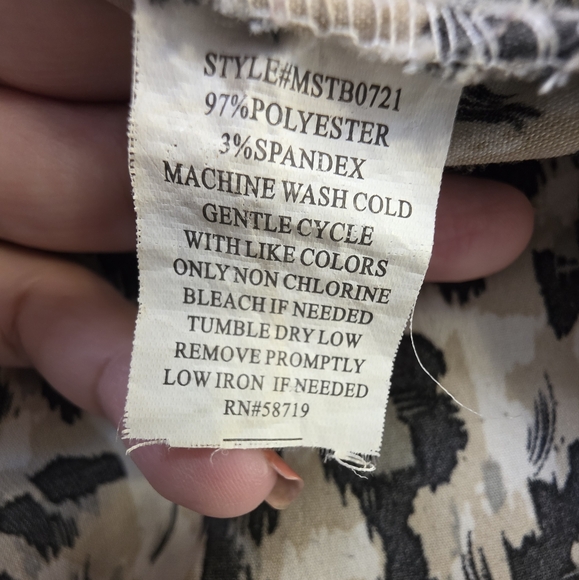 STYLE#MSTB0721
97%POLYESTER
3%SPANDEX
MACHINE WASH COLD
GENTLE CYCLE
WITH LIKE COLORS
ONLY NON CHLORINE
BLEACH IF NEEDED
TUMBLE DRY LOW
REMOVE PROMPTLY
LOW IRON IF NEEDED
RN#58719